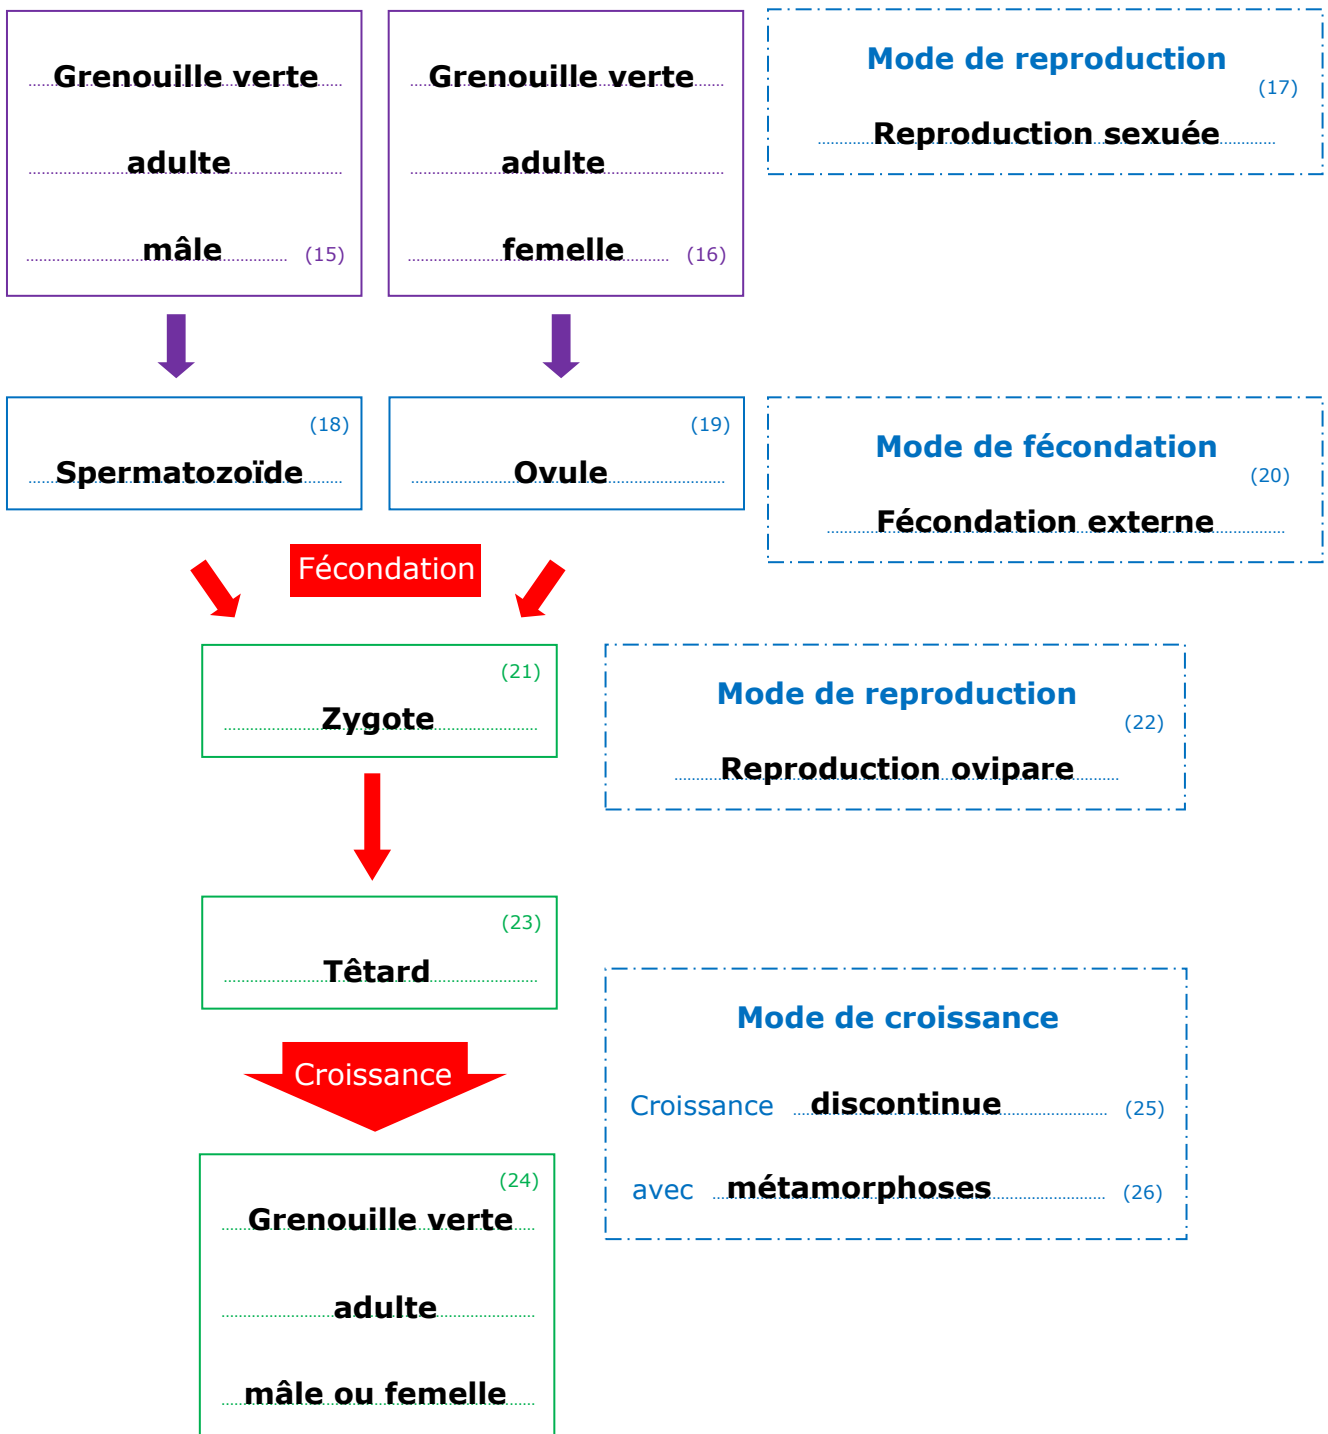 Grenouille verte
adulte
mâle (15)
Grenouille verte
adulte
femelle (16)
Mode de reproduction
(17)
Reproduction sexuée
(18)
Spermatozoïde
(19)
Ovule
Mode de fécondation
(20)
Fécondation externe
Fécondation
(21)
Zygote
Mode de reproduction
(22)
Reproduction ovipare
(23)
Têtard
Mode de croissance
Croissance discontinue (25)
avec métamorphoses (26)
Croissance
(24)
Grenouille verte
adulte
mâle ou femelle